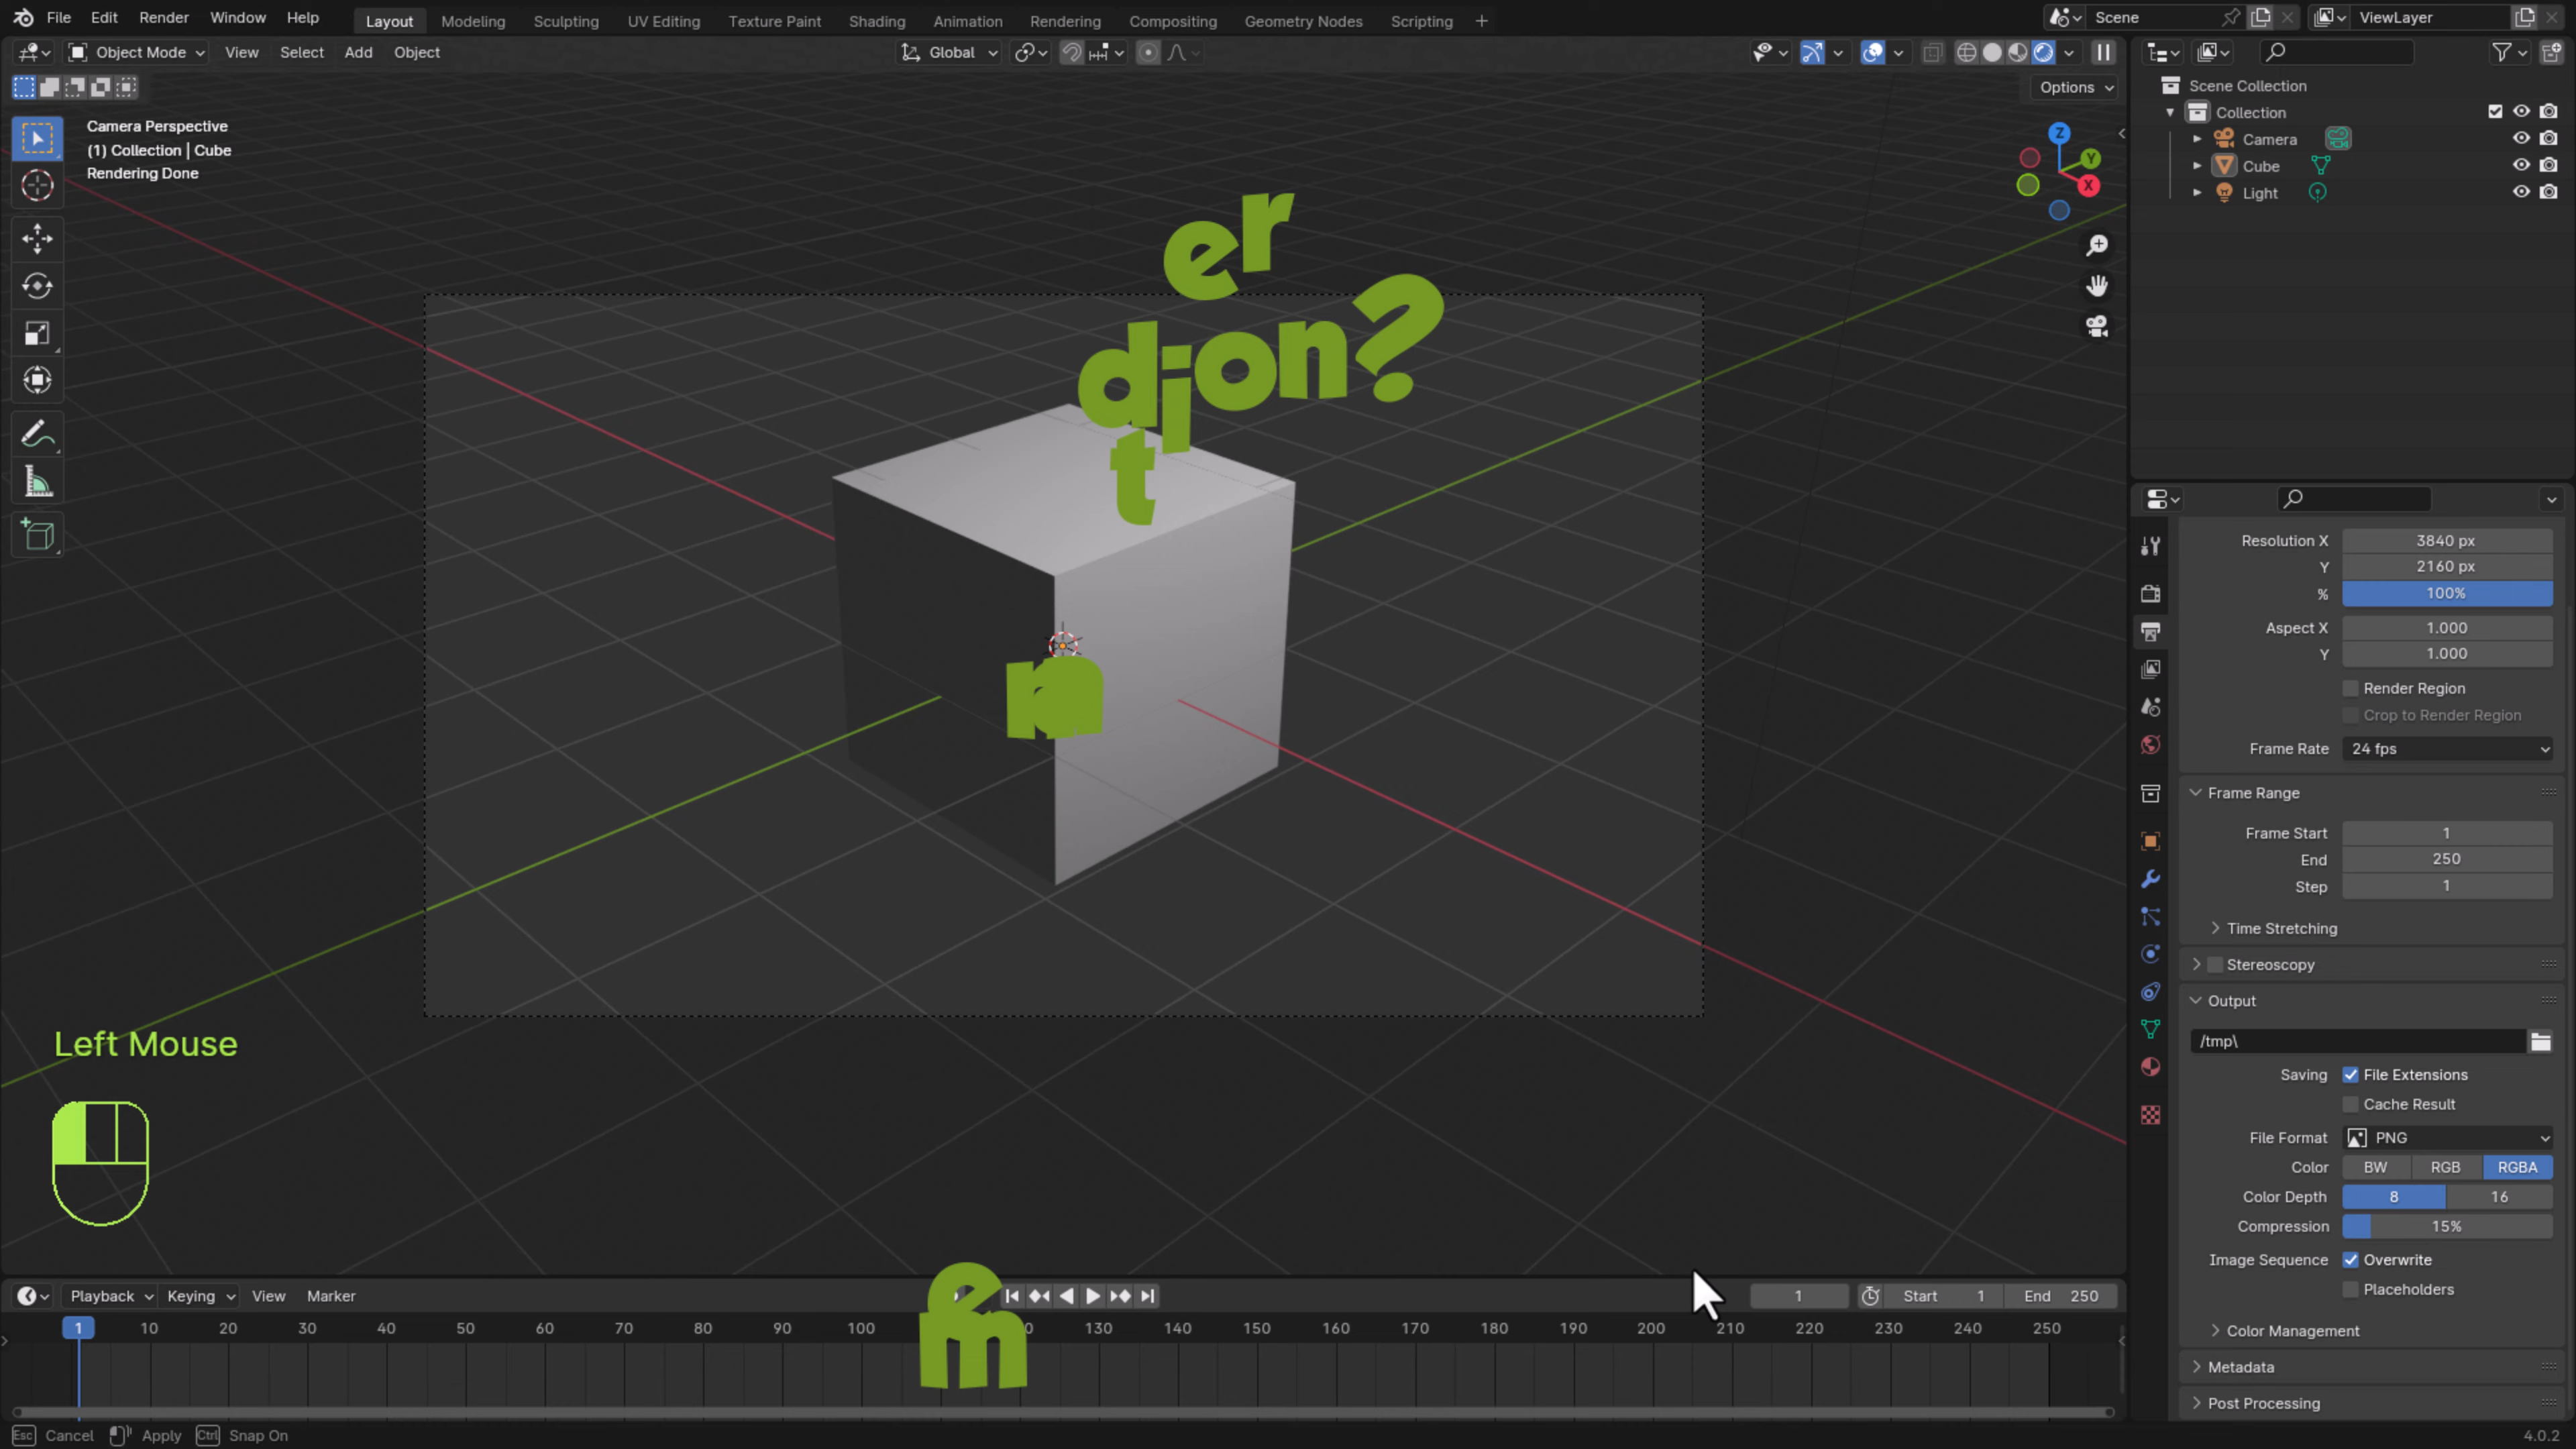 File Edit Render Window Help Layout Modeling Sculpting UV Editing Texture Paint Shading Animation Rendering Compositing Geometry Nodes Scripting + Scene ViewLayer
Object Mode View Select Add Object Global
Options
Camera Perspective
(1) Collection | Cube
Rendering Done
Z
Y
X
Scene Collection
Collection
Camera
Cube
Light
er
dion?
t
n
Resolution X 3840 px
Y 2160 px
% 100%
Aspect X 1.000
Y 1.000
Render Region
Crop to Render Region
Frame Rate 24 fps
Frame Range
Frame Start 1
End 250
Step 1
Time Stretching
Stereoscopy
Output
/tmp\
Saving File Extensions
Cache Result
File Format PNG
Color BW RGB RGBA
Color Depth 8 16
Compression 15%
Image Sequence Overwrite
Placeholders
Color Management
Metadata
Post Processing
Left Mouse
e
m
Playback Keying View Marker 1 Start 1 End 250
1 10 20 30 40 50 60 70 80 90 100 130 140 150 160 170 180 190 200 210 220 230 240 250
Esc Cancel Apply Ctrl Snap On 4.0.2